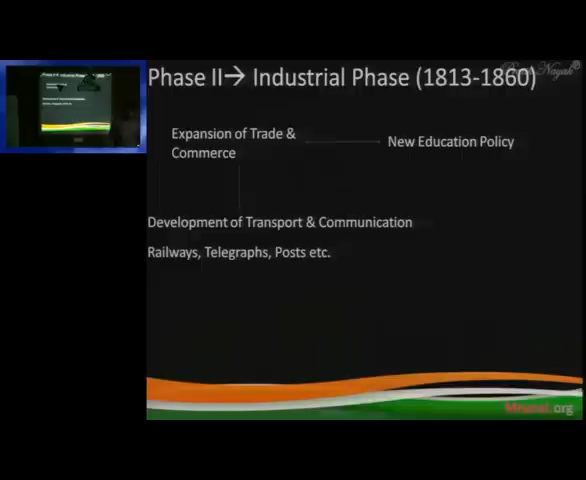 Phase II→ Industrial Phase (1813-1860)
Expansion of Trade &
Commerce
New Education Policy
Development of Transport & Communication
Railways, Telegraphs, Posts etc.
Mrunal.org